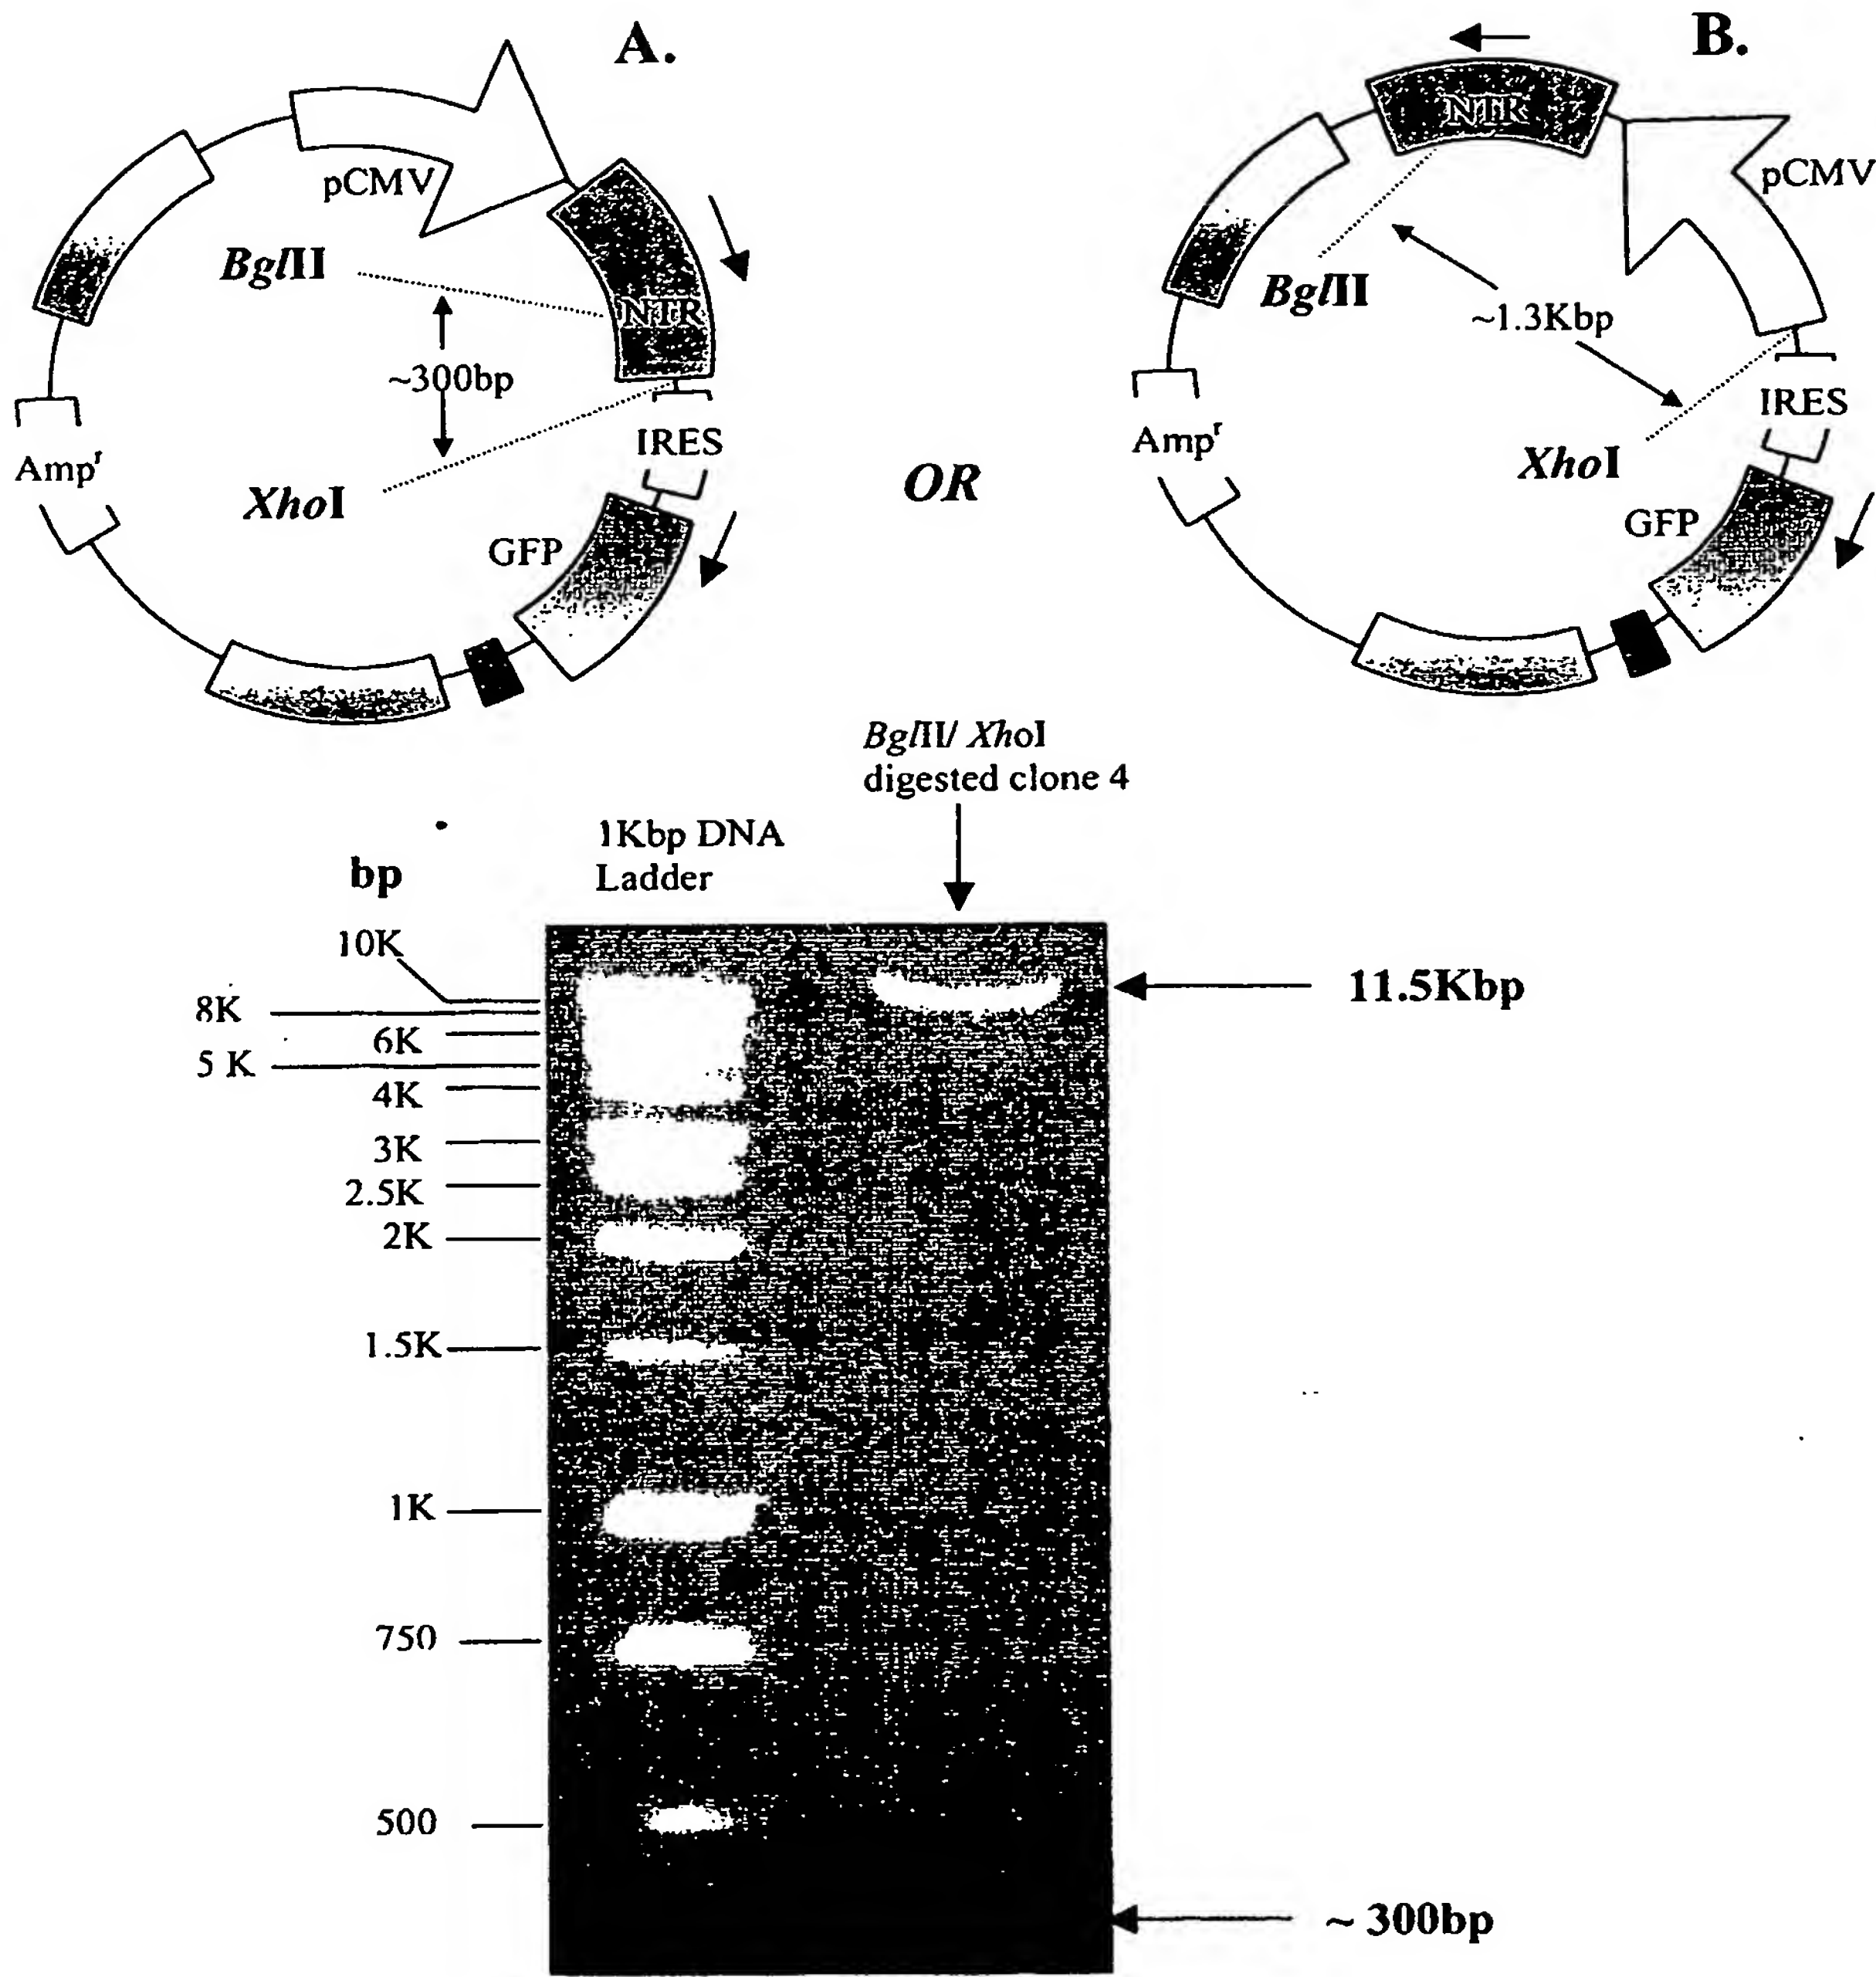 A.
pCMV
BglII
NTR
~300bp
IRES
Ampʳ
XhoI
GFP
OR
B.
NTR
pCMV
BglII
~1.3Kbp
IRES
Ampʳ
XhoI
GFP
BglII/ XhoI
digested clone 4
1Kbp DNA
Ladder
bp
10K
8K
6K
5 K
4K
3K
2.5K
2K
1.5K
1K
750
500
11.5Kbp
~ 300bp